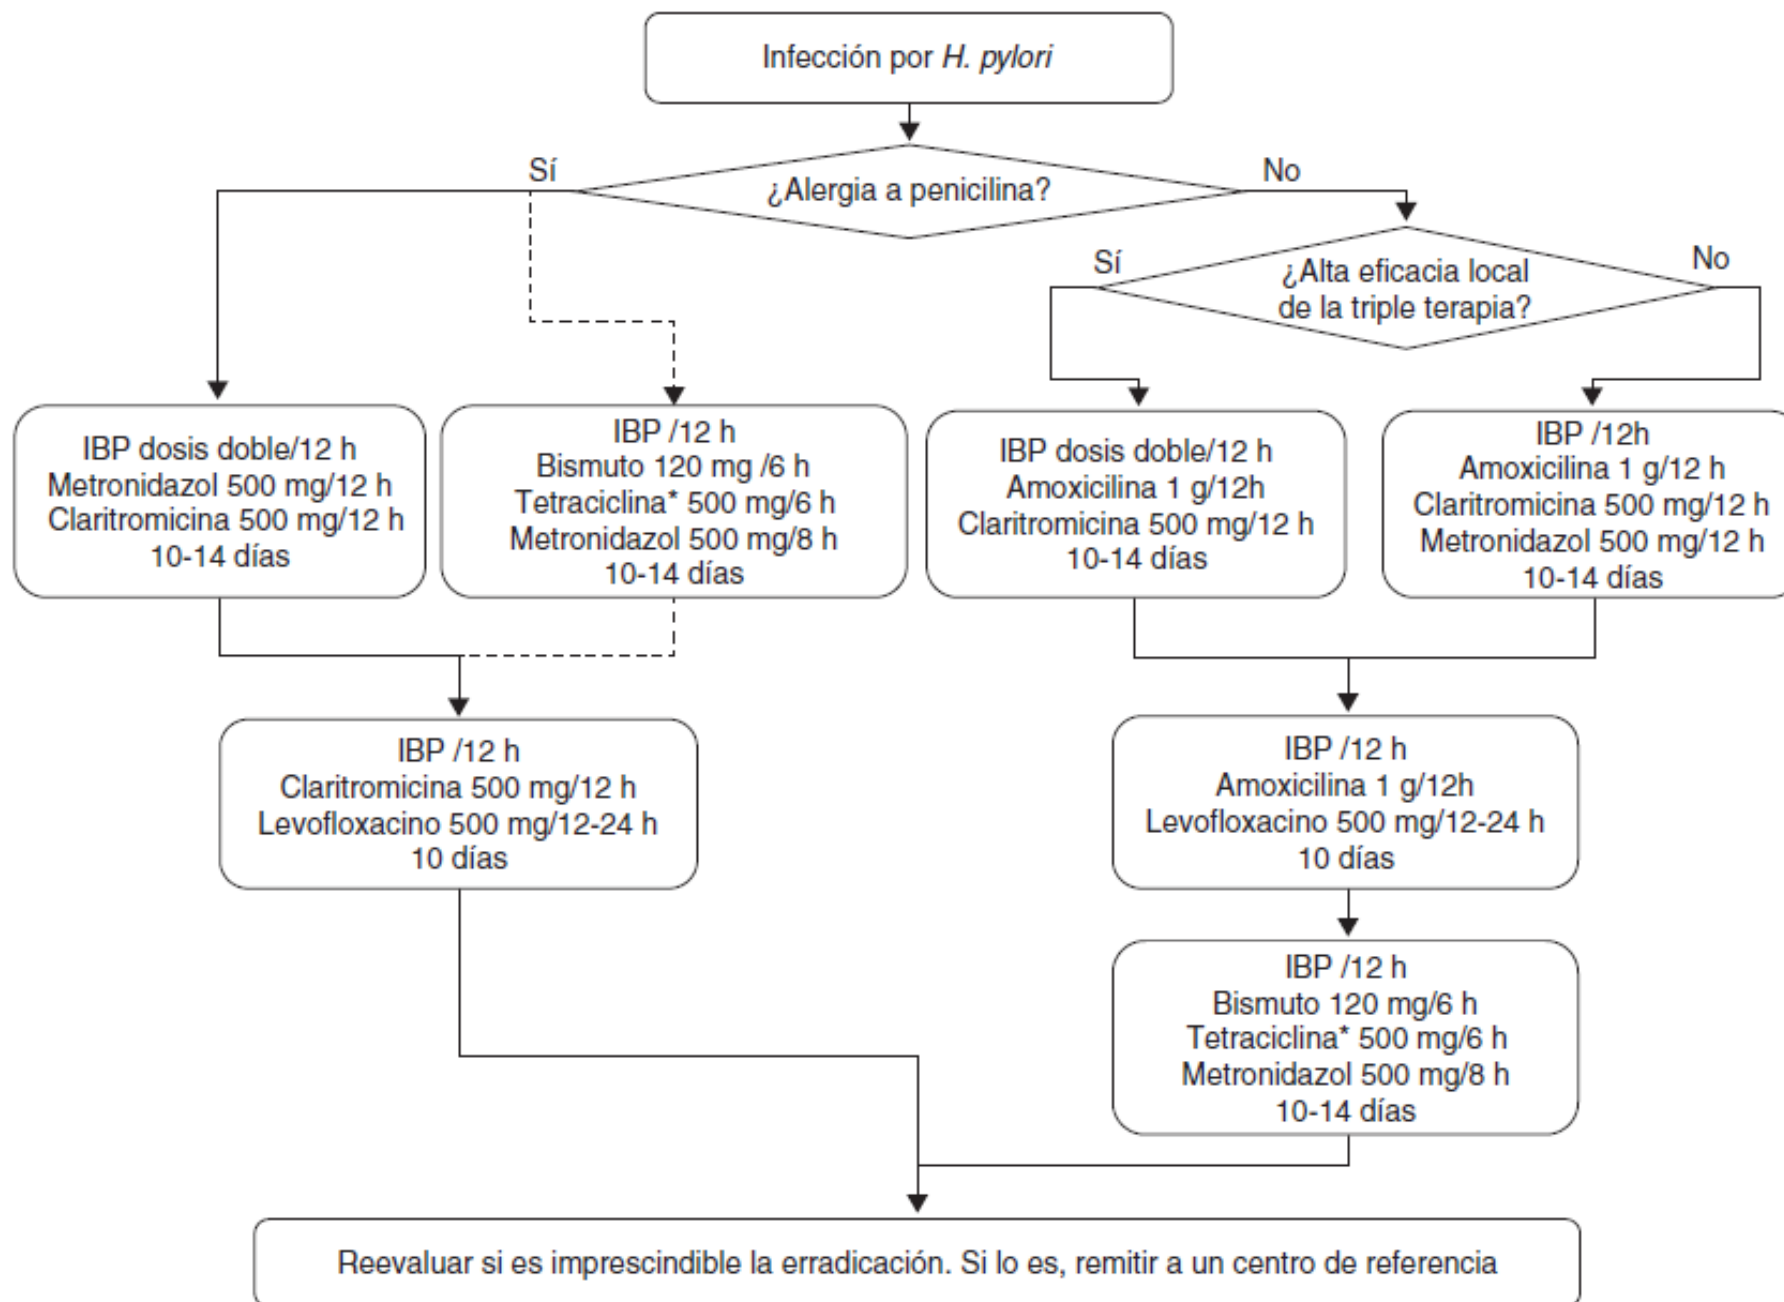 Infección por H. pylori
Sí
¿Alergia a penicilina?
No
Sí
¿Alta eficacia local
de la triple terapia?
No
IBP dosis doble/12 h
Metronidazol 500 mg/12 h
Claritromicina 500 mg/12 h
10-14 días
IBP /12 h
Bismuto 120 mg /6 h
Tetraciclina* 500 mg/6 h
Metronidazol 500 mg/8 h
10-14 días
IBP dosis doble/12 h
Amoxicilina 1 g/12h
Claritromicina 500 mg/12 h
10-14 días
IBP /12h
Amoxicilina 1 g/12 h
Claritromicina 500 mg/12 h
Metronidazol 500 mg/12 h
10-14 días
IBP /12 h
Claritromicina 500 mg/12 h
Levofloxacino 500 mg/12-24 h
10 días
IBP /12 h
Amoxicilina 1 g/12h
Levofloxacino 500 mg/12-24 h
10 días
IBP /12 h
Bismuto 120 mg/6 h
Tetraciclina* 500 mg/6 h
Metronidazol 500 mg/8 h
10-14 días
Reevaluar si es imprescindible la erradicación. Si lo es, remitir a un centro de referencia